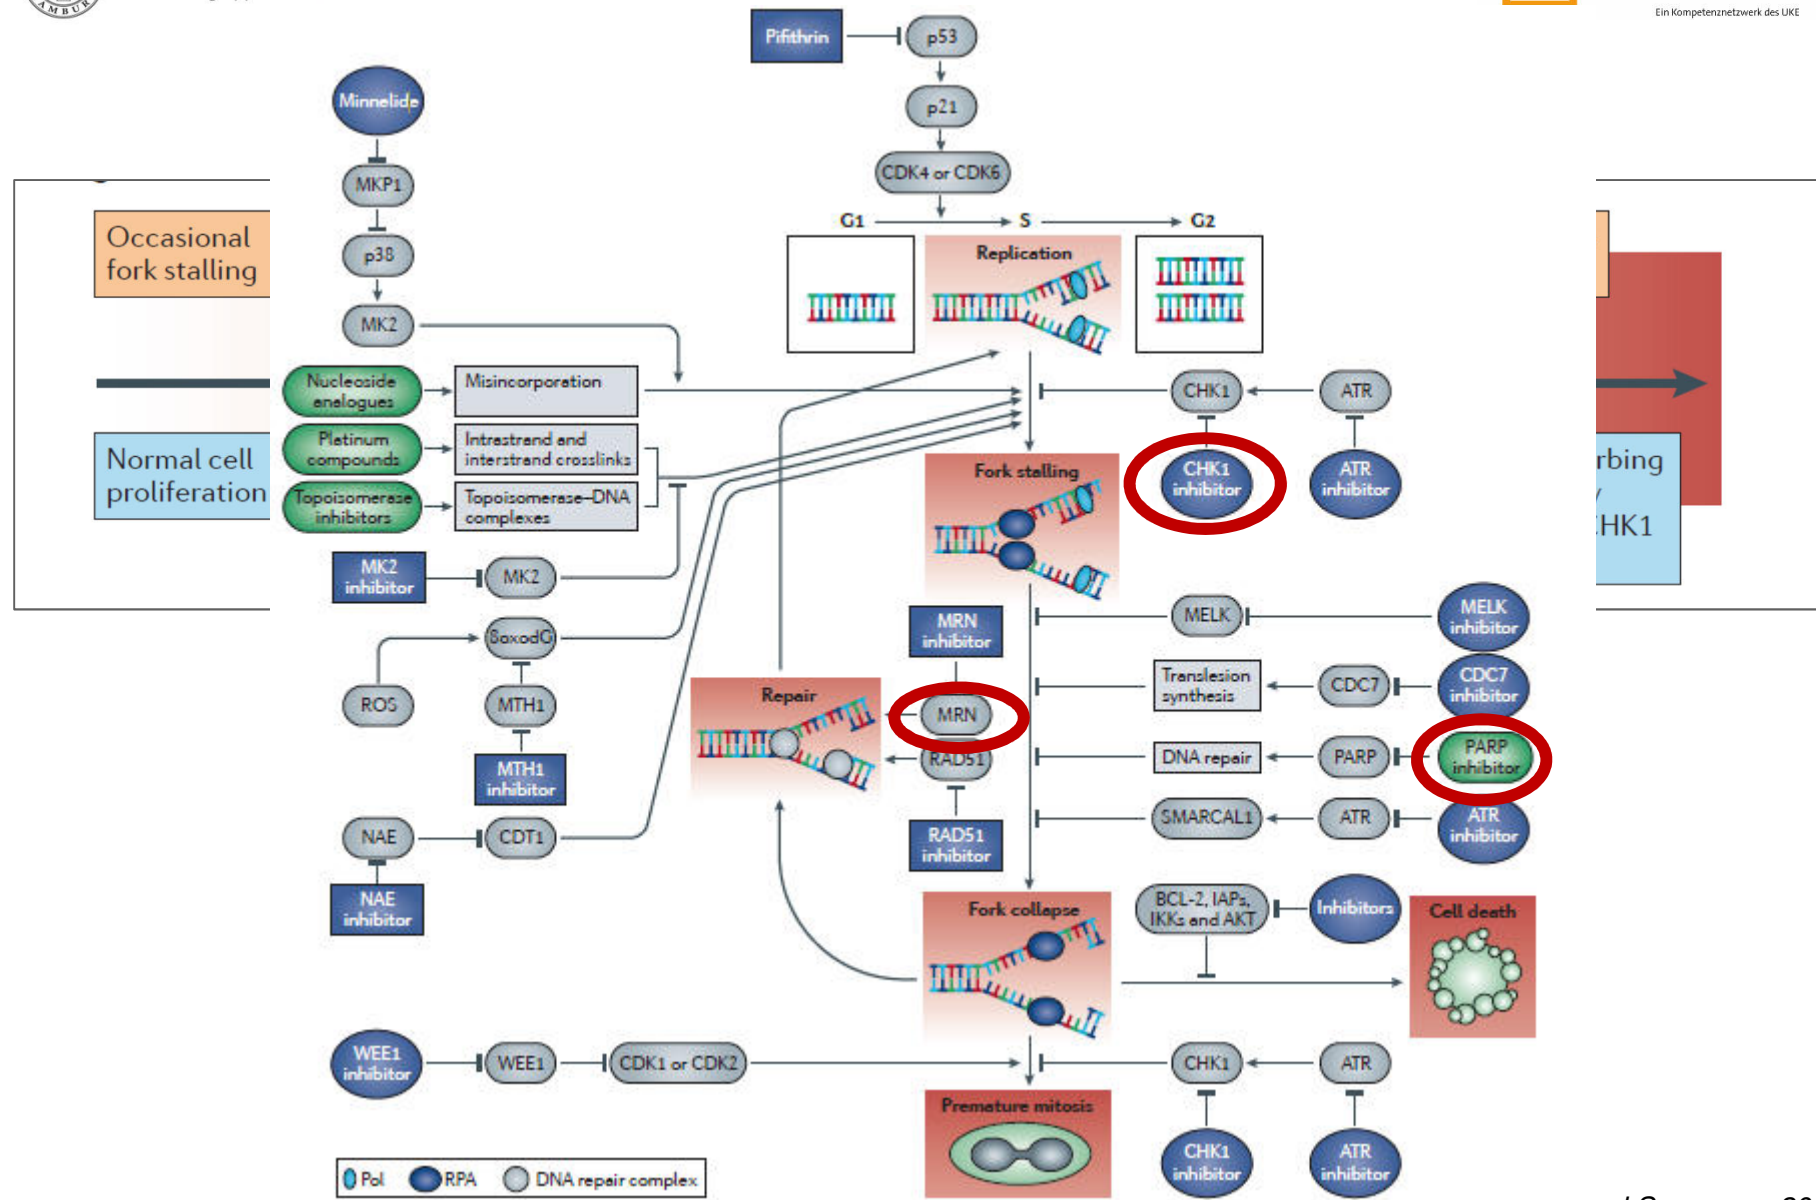 AMBUR
Ein Kompetenznetzwerk des UKE
Pifithrin
p53
Minnelide
p21
MKP1
CDK4 or CDK6
G1
S
G2
Occasional
fork stalling
p38
Replication
MK2
Nucleoside
analogues
Misincorporation
CHK1
ATR
Platinum
compounds
Intrastrand and
interstrand crosslinks
Normal cell
proliferation
Fork stalling
CHK1
inhibitor
ATR
inhibitor
rbing
HK1
Topoisomerase
inhibitors
Topoisomerase–DNA
complexes
MK2
inhibitor
MK2
MRN
inhibitor
MELK
MELK
inhibitor
8oxodG
Translesion
synthesis
CDC7
CDC7
inhibitor
ROS
MTH1
Repair
MRN
RAD51
DNA repair
PARP
PARP
inhibitor
MTH1
inhibitor
NAE
CDT1
RAD51
inhibitor
SMARCAL1
ATR
ATR
inhibitor
NAE
inhibitor
Fork collapse
BCL-2, IAPs,
IKKs and AKT
Inhibitors
Cell death
WEE1
inhibitor
WEE1
CDK1 or CDK2
CHK1
ATR
Premature mitosis
CHK1
inhibitor
ATR
inhibitor
Pol
RPA
DNA repair complex